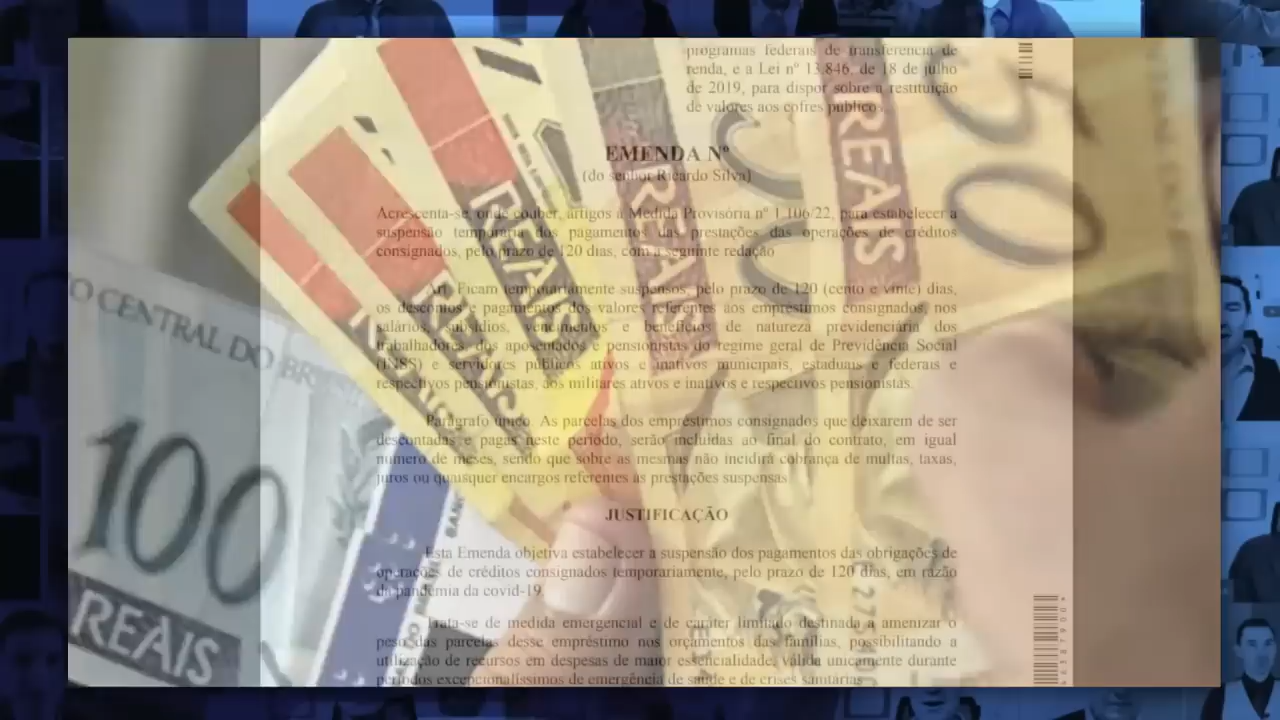 programas federais de transferência de
renda, e a Lei nº 13.846, de 18 de julho
de 2019, para dispor sobre a restituição
de valores aos cofres públicos.
EMENDA Nº
(do senhor Ricardo Silva)
Acrescenta-se, onde couber, artigos à Medida Provisória nº 1.106/22, para estabelecer a
suspensão temporária dos pagamentos das prestações das operações de créditos
consignados, pelo prazo de 120 dias, com a seguinte redação
Art. Ficam temporariamente suspensos, pelo prazo de 120 (cento e vinte) dias,
os descontos e pagamentos dos valores referentes aos empréstimos consignados, nos
salários, subsídios, vencimentos e benefícios de natureza previdenciária dos
trabalhadores, dos aposentados e pensionistas do regime geral de Previdência Social
(INSS) e servidores públicos ativos e inativos municipais, estaduais e federais e
respectivos pensionistas, aos militares ativos e inativos e respectivos pensionistas.
Parágrafo único. As parcelas dos empréstimos consignados que deixarem de ser
descontadas e pagas neste período, serão incluídas ao final do contrato, em igual
número de meses, sendo que sobre as mesmas não incidirá cobrança de multas, taxas,
juros ou quaisquer encargos referentes às prestações suspensas
JUSTIFICAÇÃO
Esta Emenda objetiva estabelecer a suspensão dos pagamentos das obrigações de
operações de créditos consignados temporariamente, pelo prazo de 120 dias, em razão
da pandemia da covid-19.
Trata-se de medida emergencial e de caráter limitado destinada a amenizar o
peso das parcelas desse empréstimo nos orçamentos das famílias, possibilitando a
utilização de recursos em despesas de maior essencialidade, válida unicamente durante
períodos excepcionalíssimos de emergência de saúde e de crises sanitárias
O CENTRAL DO BRASIL
100
REAIS
REAIS
REAIS
REAIS
REAIS
50